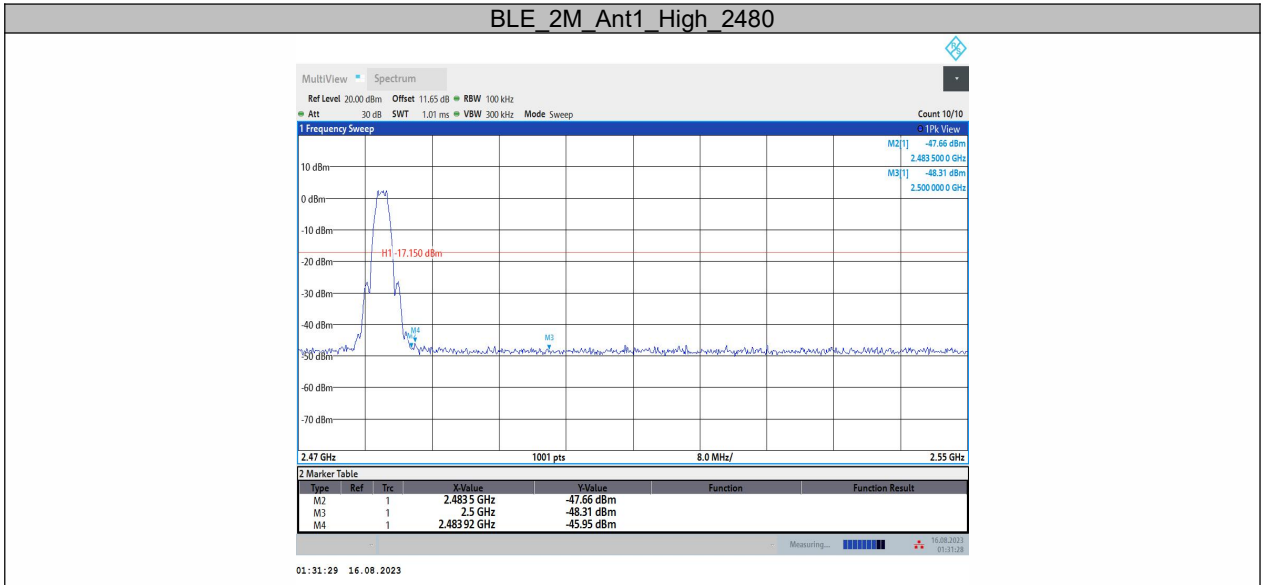 BLE_2M_Ant1_High_2480
R&S
MultiView Spectrum
Ref Level 20.00 dBm Offset 11.65 dB RBW 100 kHz
Att 30 dB SWT 1.01 ms VBW 300 kHz Mode Sweep Count 10/10
1 Frequency Sweep 1Pk View
M2[1] -47.66 dBm
2.483 500 0 GHz
M3[1] -48.31 dBm
2.500 000 0 GHz
10 dBm
0 dBm
-10 dBm
H1 -17.150 dBm
-20 dBm
-30 dBm
-40 dBm
M4
M3
-50 dBm
-60 dBm
-70 dBm
2.47 GHz 1001 pts 8.0 MHz/ 2.55 GHz
2 Marker Table
Type Ref Trc X-Value Y-Value Function Function Result
M2 1 2.483 5 GHz -47.66 dBm
M3 1 2.5 GHz -48.31 dBm
M4 1 2.483 92 GHz -45.95 dBm
Measuring... 16.08.2023
01:31:28
01:31:29 16.08.2023